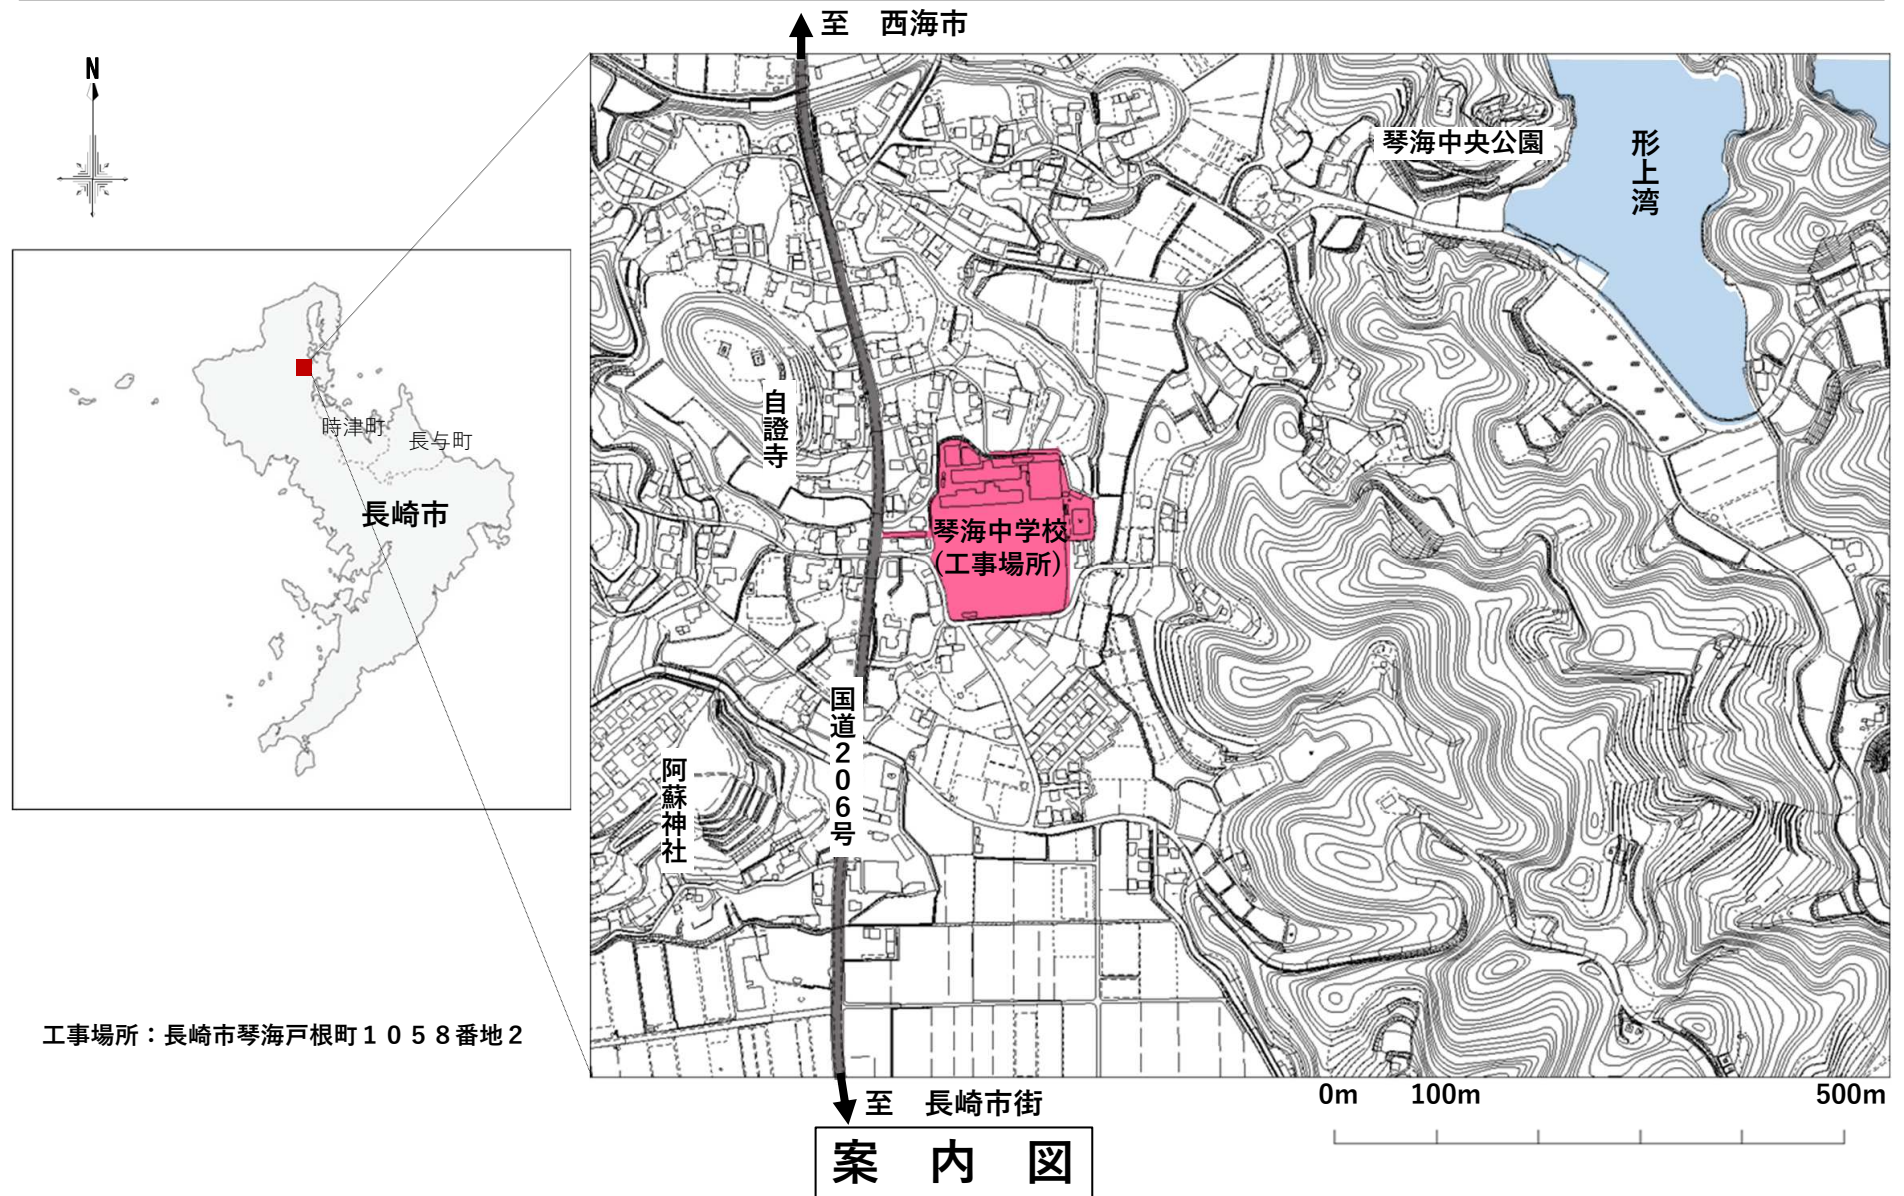 至　西海市
N
琴海中央公園
形上湾
時津町
長与町
長崎市
自證寺
琴海中学校
(工事場所)
国道206号
阿蘇神社
工事場所：長崎市琴海戸根町１０５８番地２
至　長崎市街
0m 100m 500m
案　内　図